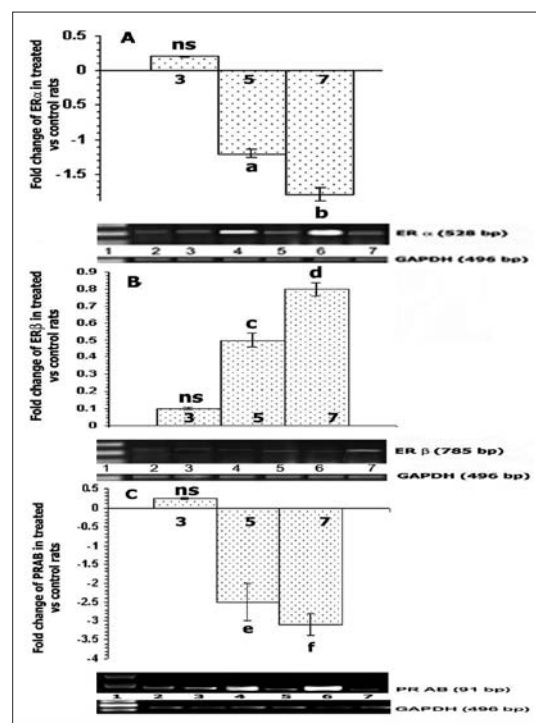 A
Fold change of ERα in treated
vs control rats
0.5
0
-0.5
-1
-1.5
ns
3
5
7
a
b
1 2 3 4 5 6 7
ER α (528 bp)
GAPDH (496 bp)
B
Fold change of ERβ in treated
vs control rats
0.9
0.8
0.7
0.6
0.5
0.4
0.3
0.2
0.1
0
ns
c
d
3
5
7
1 2 3 4 5 6 7
ER β (785 bp)
GAPDH (496 bp)
C
Fold change of PRAB in treated
vs control rats
0.5
0
-0.5
-1
-1.5
-2
-2.5
-3
-3.5
-4
ns
3
5
7
e
f
1 2 3 4 5 6 7
PR AB (91 bp)
GAPDH (496 bp)